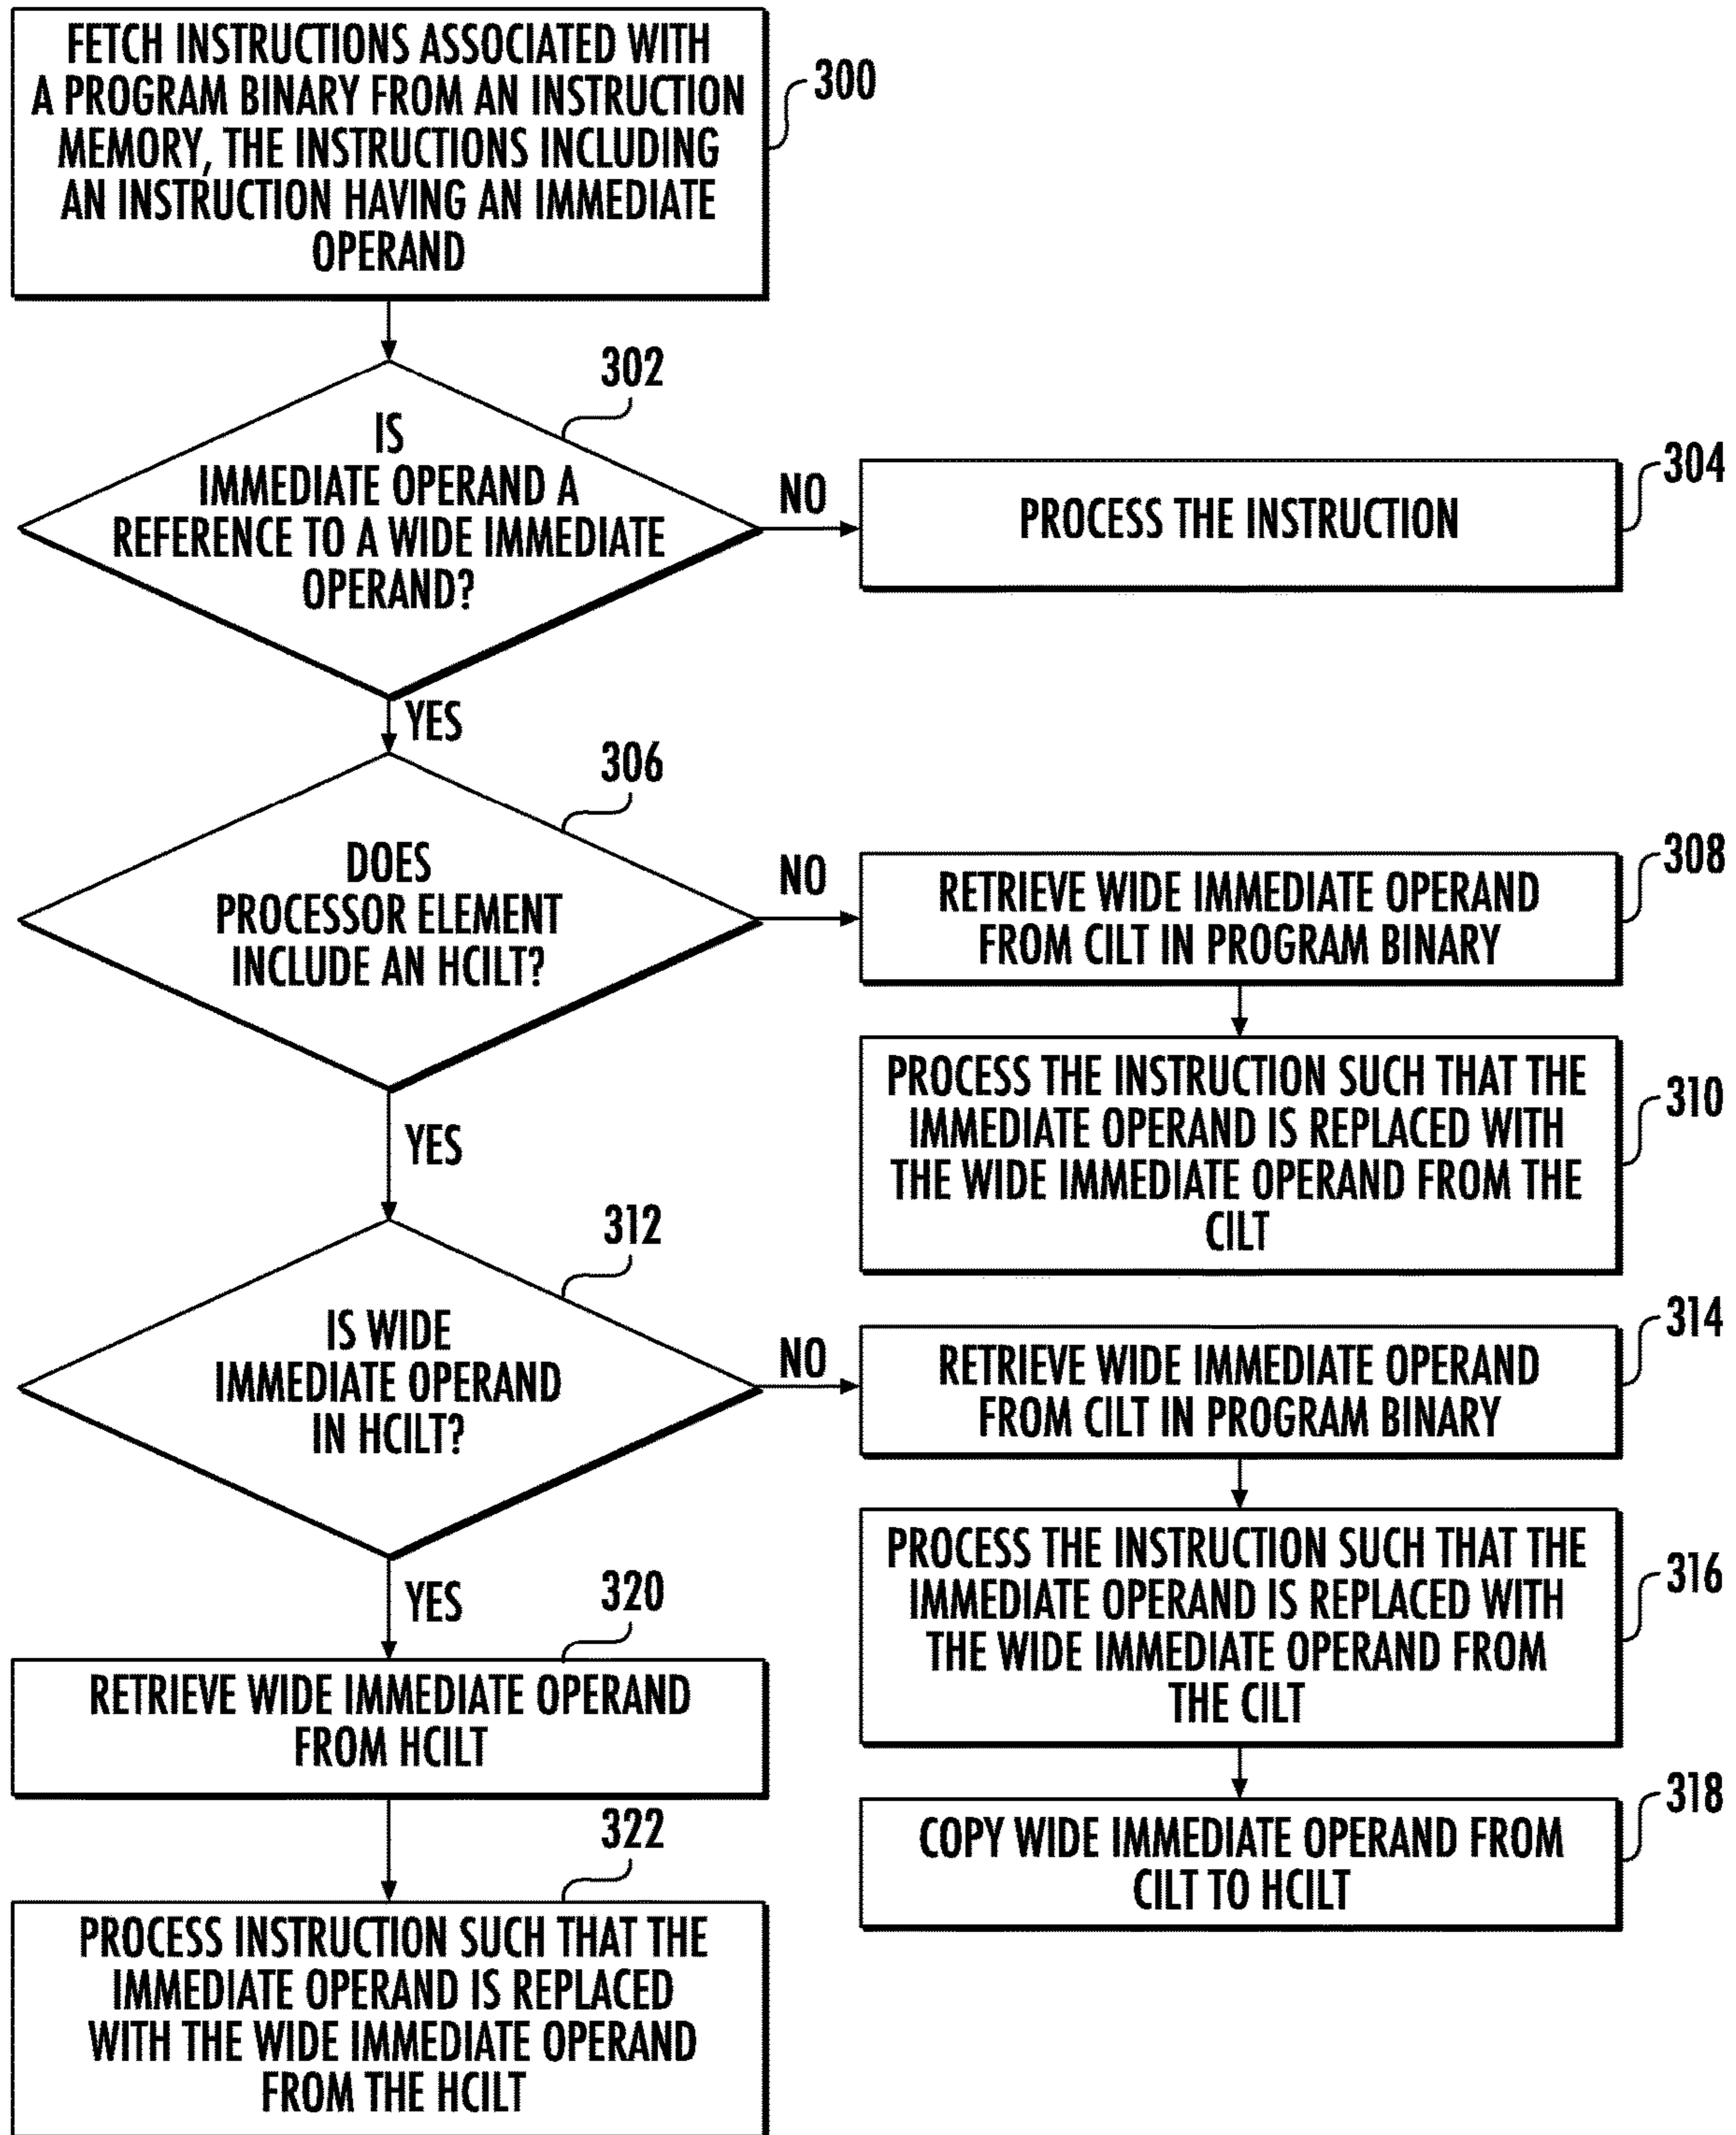 FETCH INSTRUCTIONS ASSOCIATED WITH
A PROGRAM BINARY FROM AN INSTRUCTION
MEMORY, THE INSTRUCTIONS INCLUDING
AN INSTRUCTION HAVING AN IMMEDIATE
OPERAND
300
302
IS
IMMEDIATE OPERAND A
REFERENCE TO A WIDE IMMEDIATE
OPERAND?
NO
304
PROCESS THE INSTRUCTION
YES
306
DOES
PROCESSOR ELEMENT
INCLUDE AN HCILT?
NO
308
RETRIEVE WIDE IMMEDIATE OPERAND
FROM CILT IN PROGRAM BINARY
310
PROCESS THE INSTRUCTION SUCH THAT THE
IMMEDIATE OPERAND IS REPLACED WITH
THE WIDE IMMEDIATE OPERAND FROM THE
CILT
YES
312
IS WIDE
IMMEDIATE OPERAND
IN HCILT?
NO
314
RETRIEVE WIDE IMMEDIATE OPERAND
FROM CILT IN PROGRAM BINARY
316
PROCESS THE INSTRUCTION SUCH THAT THE
IMMEDIATE OPERAND IS REPLACED WITH
THE WIDE IMMEDIATE OPERAND FROM
THE CILT
318
COPY WIDE IMMEDIATE OPERAND FROM
CILT TO HCILT
YES
320
RETRIEVE WIDE IMMEDIATE OPERAND
FROM HCILT
322
PROCESS INSTRUCTION SUCH THAT THE
IMMEDIATE OPERAND IS REPLACED
WITH THE WIDE IMMEDIATE OPERAND
FROM THE HCILT